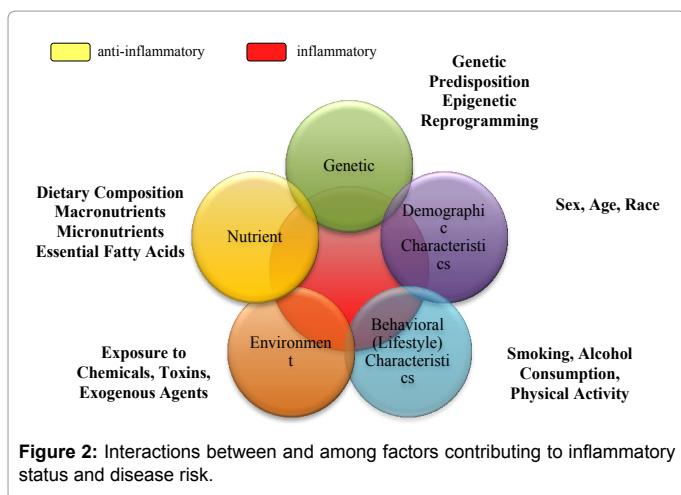 anti-inflammatory
inflammatory
Genetic
Predisposition
Epigenetic
Reprogramming
Genetic
Dietary Composition
Macronutrients
Micronutrients
Essential Fatty Acids
Nutrient
Demographi
c
Characteristi
cs
Sex, Age, Race
Exposure to
Chemicals, Toxins,
Exogenous Agents
Environmen
t
Behavioral
(Lifestyle)
Characteristi
cs
Smoking, Alcohol
Consumption,
Physical Activity
Figure 2: Interactions between and among factors contributing to inflammatory
status and disease risk.